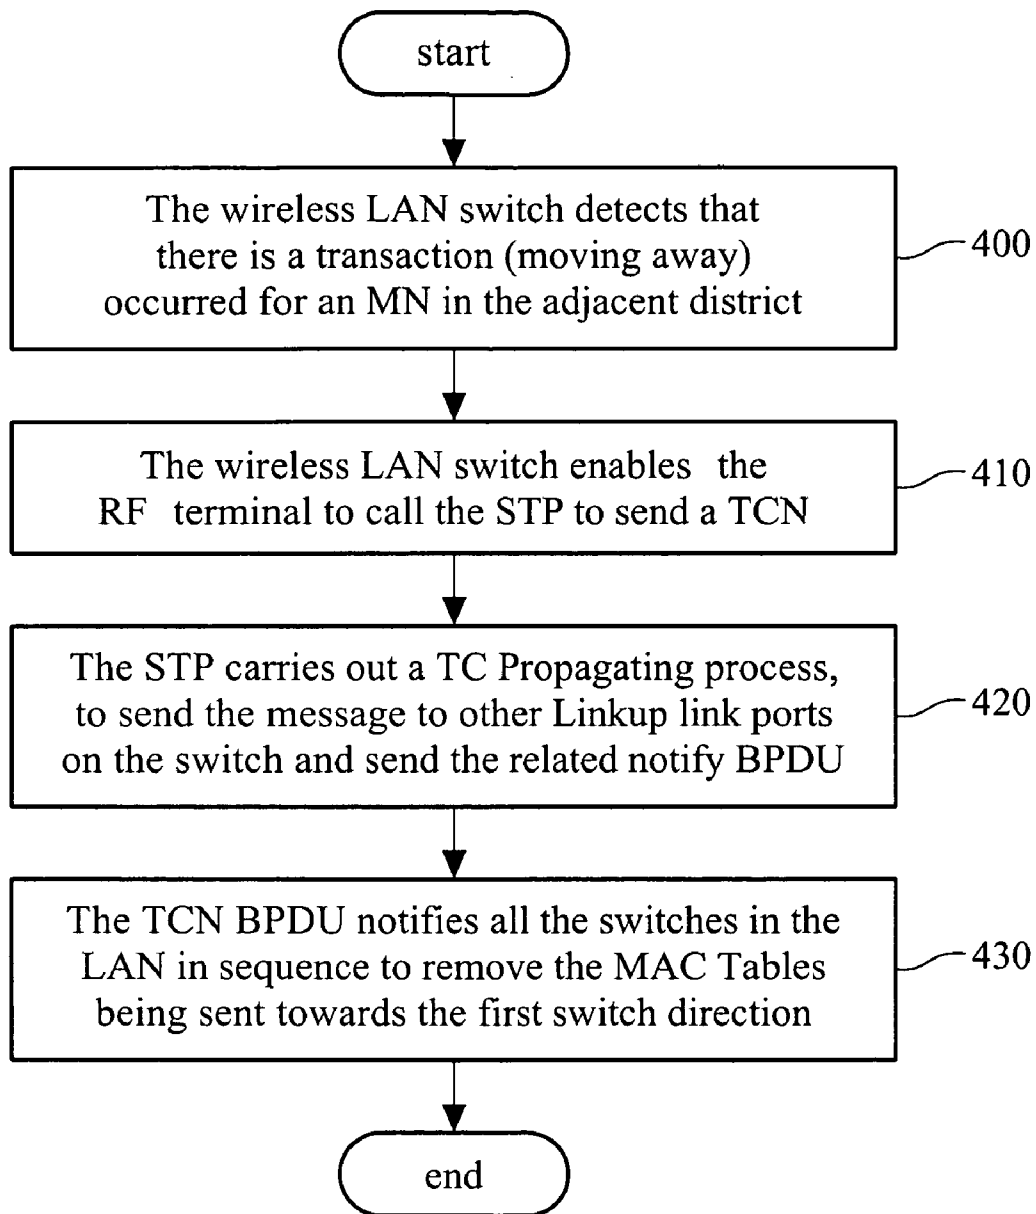 start
The wireless LAN switch detects that
there is a transaction (moving away)
occurred for an MN in the adjacent district
400
The wireless LAN switch enables the
RF terminal to call the STP to send a TCN
410
The STP carries out a TC Propagating process,
to send the message to other Linkup link ports
on the switch and send the related notify BPDU
420
The TCN BPDU notifies all the switches in the
LAN in sequence to remove the MAC Tables
being sent towards the first switch direction
430
end